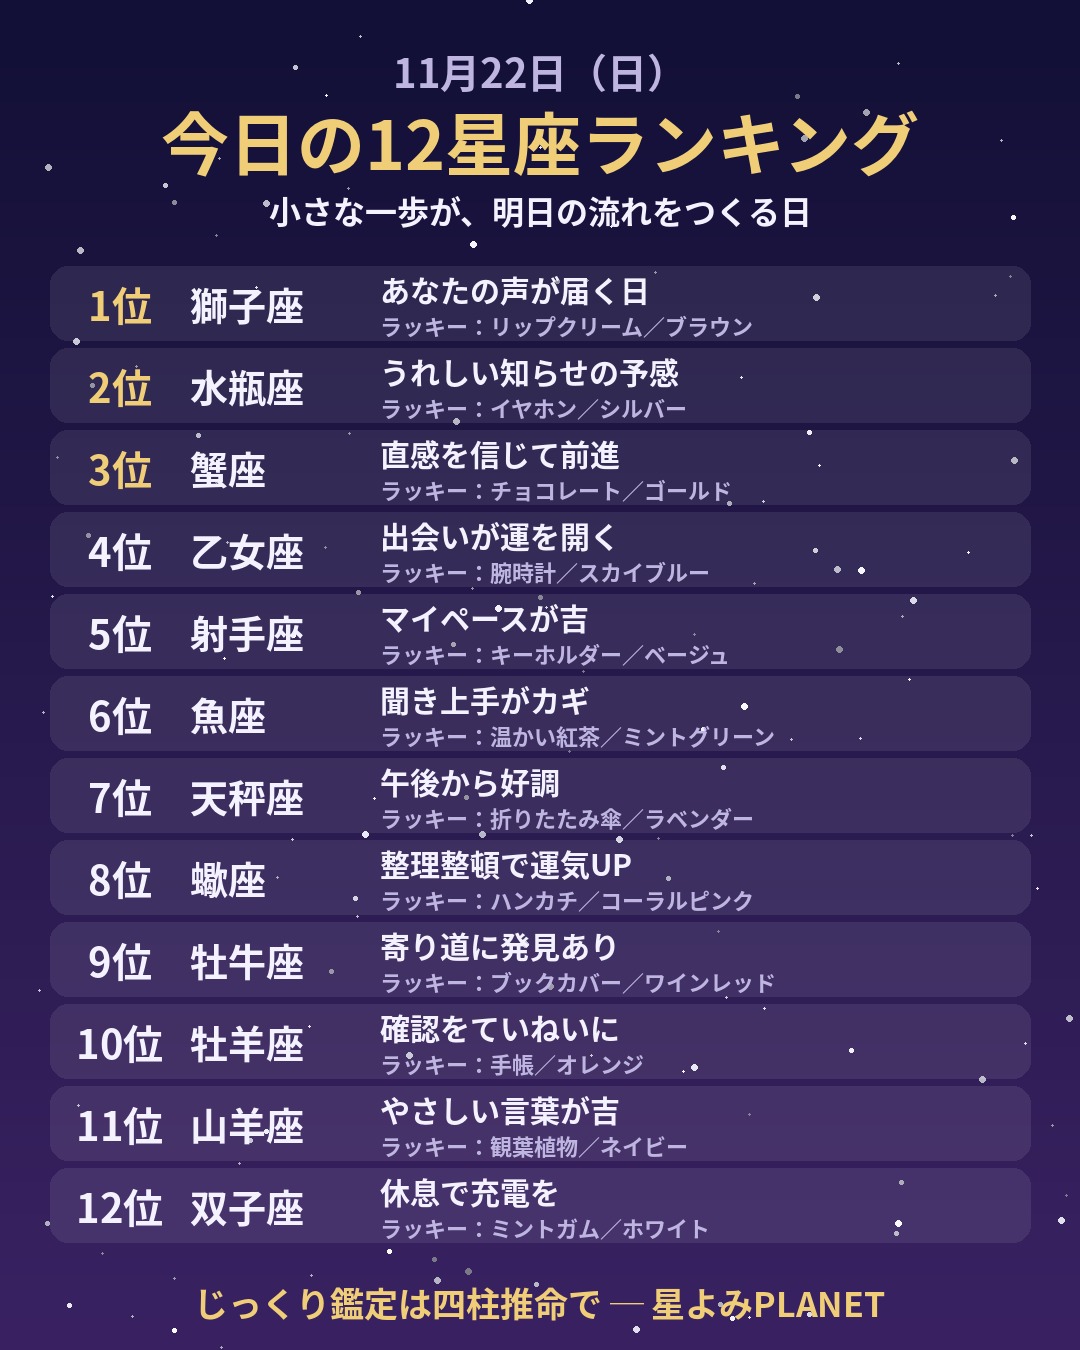 11月22日（日）
今日の12星座ランキング
小さな一歩が、明日の流れをつくる日
1位 獅子座 あなたの声が届く日
ラッキー：リップクリーム／ブラウン
2位 水瓶座 うれしい知らせの予感
ラッキー：イヤホン／シルバー
3位 蟹座 直感を信じて前進
ラッキー：チョコレート／ゴールド
4位 乙女座 出会いが運を開く
ラッキー：腕時計／スカイブルー
5位 射手座 マイペースが吉
ラッキー：キーホルダー／ベージュ
6位 魚座 聞き上手がカギ
ラッキー：温かい紅茶／ミントグリーン
7位 天秤座 午後から好調
ラッキー：折りたたみ傘／ラベンダー
8位 蠍座 整理整頓で運気UP
ラッキー：ハンカチ／コーラルピンク
9位 牡牛座 寄り道に発見あり
ラッキー：ブックカバー／ワインレッド
10位 牡羊座 確認をていねいに
ラッキー：手帳／オレンジ
11位 山羊座 やさしい言葉が吉
ラッキー：観葉植物／ネイビー
12位 双子座 休息で充電を
ラッキー：ミントガム／ホワイト
じっくり鑑定は四柱推命で ─ 星よみPLANET